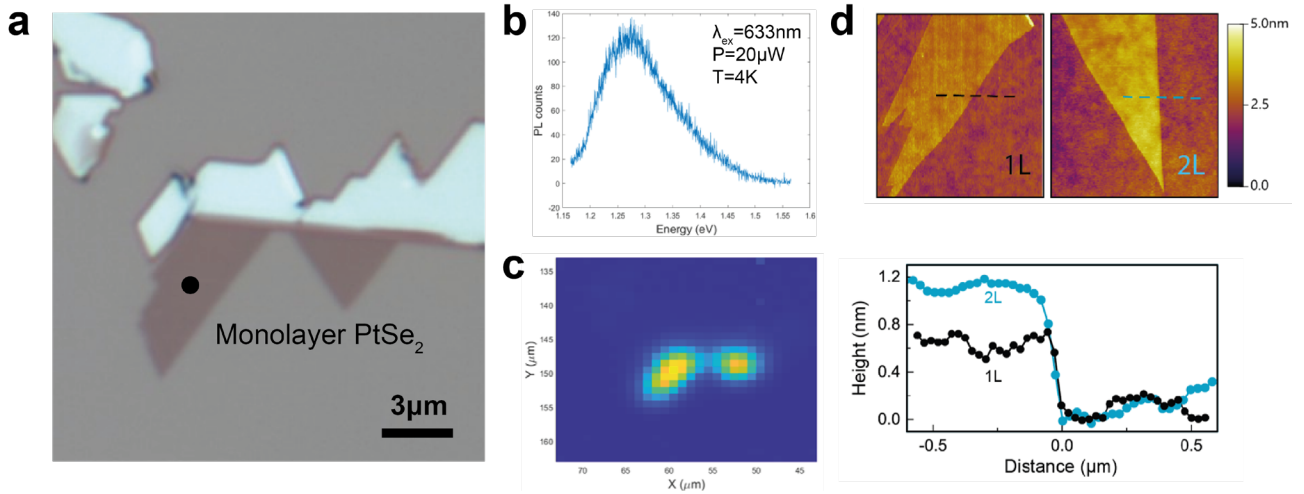 a
Monolayer PtSe₂
3μm
b
λex=633nm
P=20μW
T=4K
PL counts
140
120
100
80
60
40
20
0
-20
1.15 1.2 1.25 1.3 1.35 1.4 1.45 1.5 1.55 1.6
Energy (eV)
c
Y (μm)
135
140
145
150
155
160
70 65 60 55 50 45
X (μm)
d
1L
2L
5.0nm
2.5
0.0
Height (nm)
1.2
0.8
0.4
0.0
2L
1L
-0.5 0.0 0.5
Distance (μm)